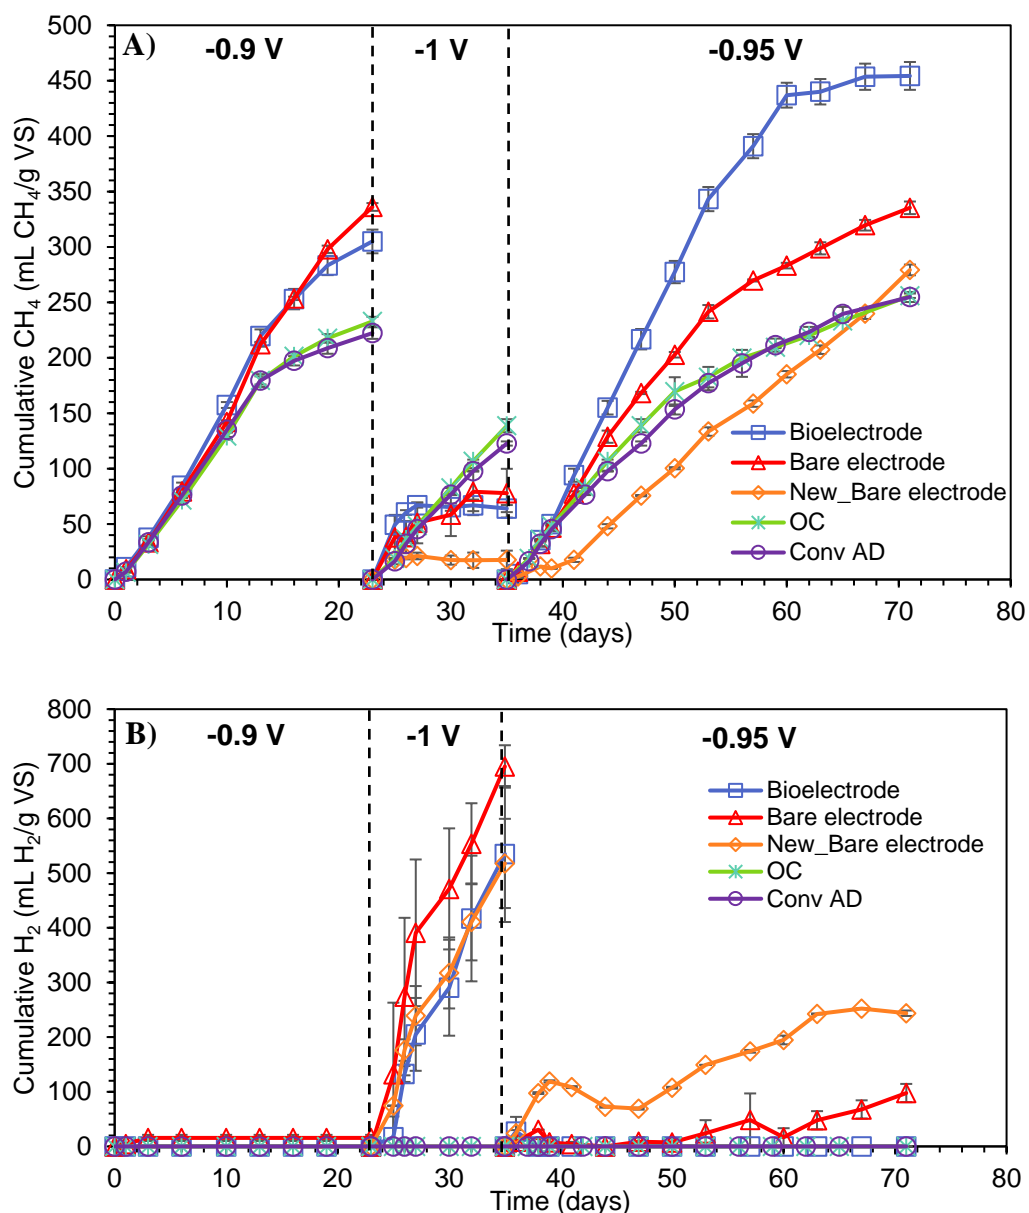 A)
-0.9 V
-1 V
-0.95 V
Cumulative CH4 (mL CH4/g VS)
500
450
400
350
300
250
200
150
100
50
0
Bioelectrode
Bare electrode
New_Bare electrode
OC
Conv AD
0 10 20 30 40 50 60 70 80
Time (days)
B)
-0.9 V
-1 V
-0.95 V
Cumulative H2 (mL H2/g VS)
800
700
600
500
400
300
200
100
0
Bioelectrode
Bare electrode
New_Bare electrode
OC
Conv AD
0 10 20 30 40 50 60 70 80
Time (days)